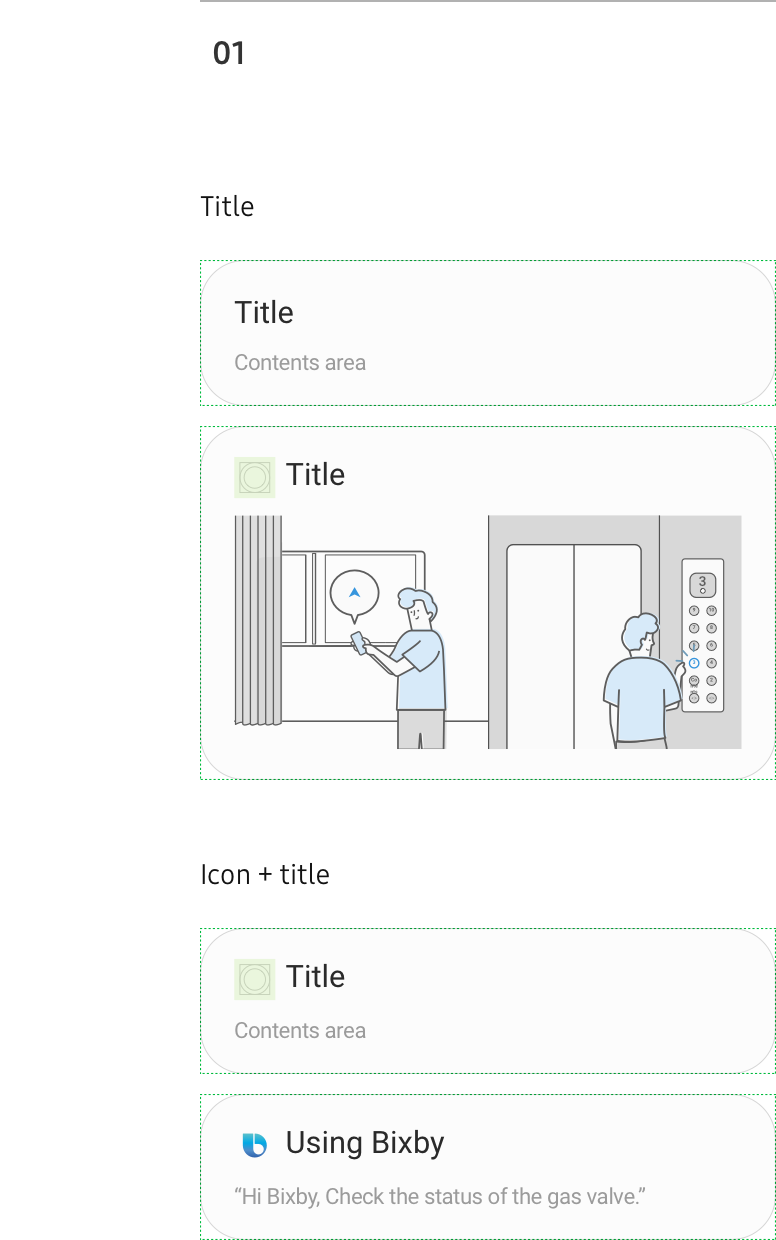 01
Title
Title
Contents area
Title
3
Icon + title
Title
Contents area
Using Bixby
“Hi Bixby, Check the status of the gas valve.”